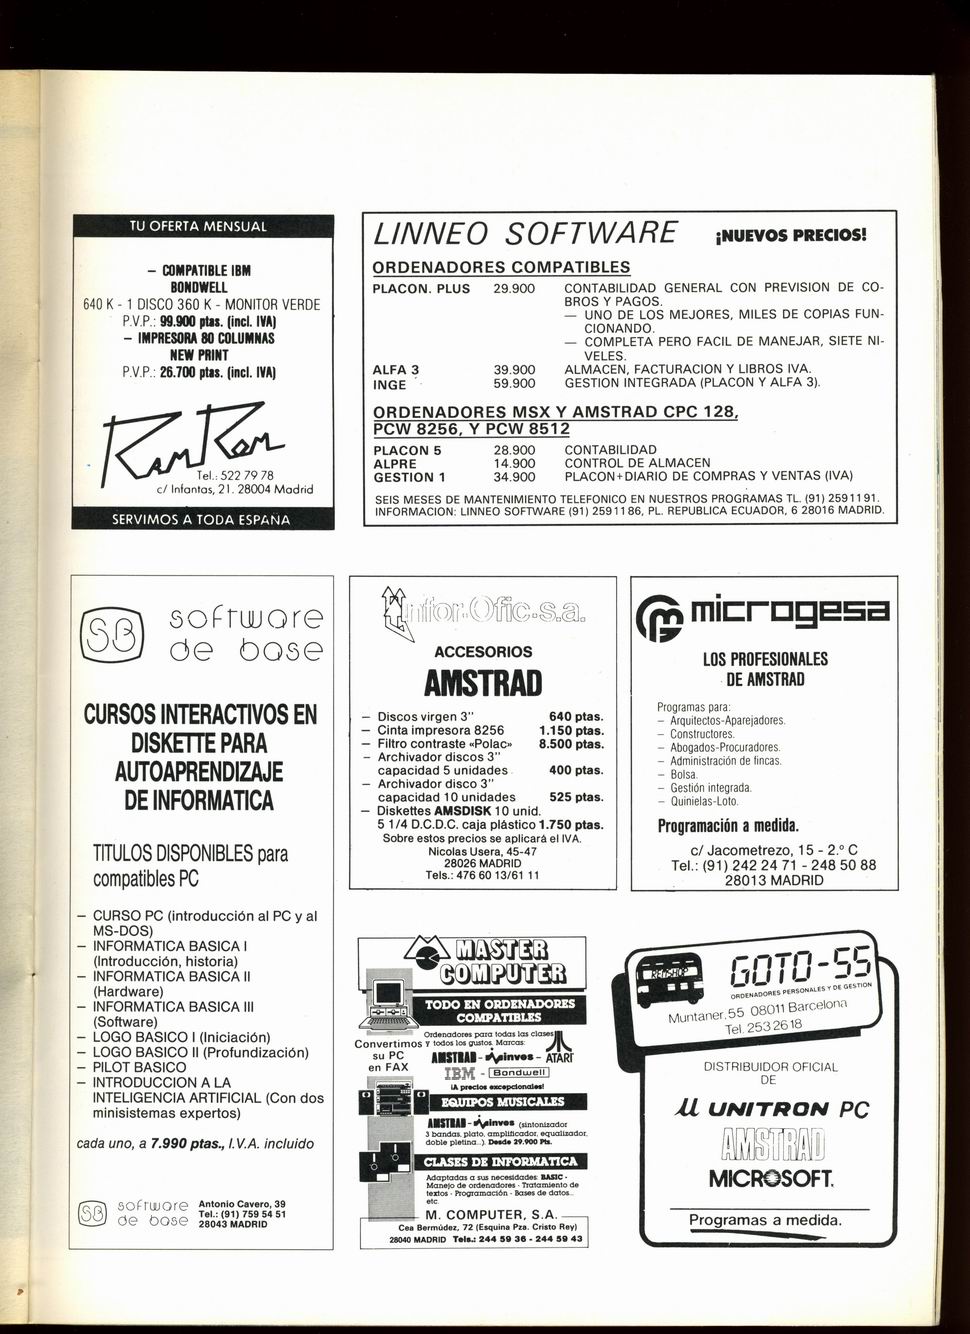 TU OFERTA MENSUAL
– COMPATIBLE IBM
BONDWELL
640 K - 1 DISCO 360 K - MONITOR VERDE
P.V.P.: 99.900 ptas. (incl. IVA)
– IMPRESORA 80 COLUMNAS
NEW PRINT
P.V.P.: 26.700 ptas. (incl. IVA)
RAM ROM
Tel.: 522 79 78
c/ Infantas, 21. 28004 Madrid
SERVIMOS A TODA ESPAÑA
LINNEO SOFTWARE ¡NUEVOS PRECIOS!
ORDENADORES COMPATIBLES
PLACON. PLUS 29.900 CONTABILIDAD GENERAL CON PREVISION DE CO-
BROS Y PAGOS.
— UNO DE LOS MEJORES, MILES DE COPIAS FUN-
CIONANDO.
— COMPLETA PERO FACIL DE MANEJAR, SIETE NI-
VELES.
ALFA 3 39.900 ALMACEN, FACTURACION Y LIBROS IVA.
INGE 59.900 GESTION INTEGRADA (PLACON Y ALFA 3).
ORDENADORES MSX Y AMSTRAD CPC 128,
PCW 8256, Y PCW 8512
PLACON 5 28.900 CONTABILIDAD
ALPRE 14.900 CONTROL DE ALMACEN
GESTION 1 34.900 PLACON+DIARIO DE COMPRAS Y VENTAS (IVA)
SEIS MESES DE MANTENIMIENTO TELEFONICO EN NUESTROS PROGRAMAS TL. (91) 2591191.
INFORMACION: LINNEO SOFTWARE (91) 2591186, PL. REPUBLICA ECUADOR, 6 28016 MADRID.
SB software
de base
CURSOS INTERACTIVOS EN
DISKETTE PARA
AUTOAPRENDIZAJE
DE INFORMATICA
TITULOS DISPONIBLES para
compatibles PC
– CURSO PC (introducción al PC y al
MS-DOS)
– INFORMATICA BASICA I
(Introducción, historia)
– INFORMATICA BASICA II
(Hardware)
– INFORMATICA BASICA III
(Software)
– LOGO BASICO I (Iniciación)
– LOGO BASICO II (Profundización)
– PILOT BASICO
– INTRODUCCION A LA
INTELIGENCIA ARTIFICIAL (Con dos
minisistemas expertos)
cada uno, a 7.990 ptas., I.V.A. incluido
SB software
de base
Antonio Cavero, 39
Tel.: (91) 759 54 51
28043 MADRID
Infor-Ofic-s.a.
ACCESORIOS
AMSTRAD
– Discos virgen 3" 640 ptas.
– Cinta impresora 8256 1.150 ptas.
– Filtro contraste «Polac» 8.500 ptas.
– Archivador discos 3"
capacidad 5 unidades 400 ptas.
– Archivador disco 3"
capacidad 10 unidades 525 ptas.
– Diskettes AMSDISK 10 unid.
5 1/4 D.C.D.C. caja plástico 1.750 ptas.
Sobre estos precios se aplicará el IVA.
Nicolas Usera, 45-47
28026 MADRID
Tels.: 476 60 13/61 11
microgesa
LOS PROFESIONALES
DE AMSTRAD
Programas para:
– Arquitectos-Aparejadores.
– Constructores.
– Abogados-Procuradores.
– Administración de fincas.
– Bolsa.
– Gestión integrada.
– Quinielas-Loto.
Programación a medida.
c/ Jacometrezo, 15 - 2.º C
Tel.: (91) 242 24 71 - 248 50 88
28013 MADRID
MASTER
COMPUTER
TODO EN ORDENADORES
COMPATIBLES
Convertimos
su PC
en FAX
Ordenadores para todas las clases
y todos los gustos. Marcas:
AMSTRAD - invos - ATARI
IBM - Bondwell
¡A precios excepcionales!
EQUIPOS MUSICALES
AMSTRAD - invos (sintonizador
3 bandas, plato, amplificador, equalizador,
doble pletina...). Desde 29.900 Pts.
CLASES DE INFORMATICA
Adaptadas a sus necesidades: BASIC -
Manejo de ordenadores - Tratamiento de
textos - Programación - Bases de datos...
etc.
M. COMPUTER, S.A.
Cea Bermúdez, 72 (Esquina Pza. Cristo Rey)
28040 MADRID Tels.: 244 59 36 - 244 59 43
REMSHOP
GOTO-55
ORDENADORES PERSONALES Y DE GESTION
Muntaner, 55 08011 Barcelona
Tel. 253 26 18
DISTRIBUIDOR OFICIAL
DE
UNITRON PC
AMSTRAD
MICROSOFT.
Programas a medida.